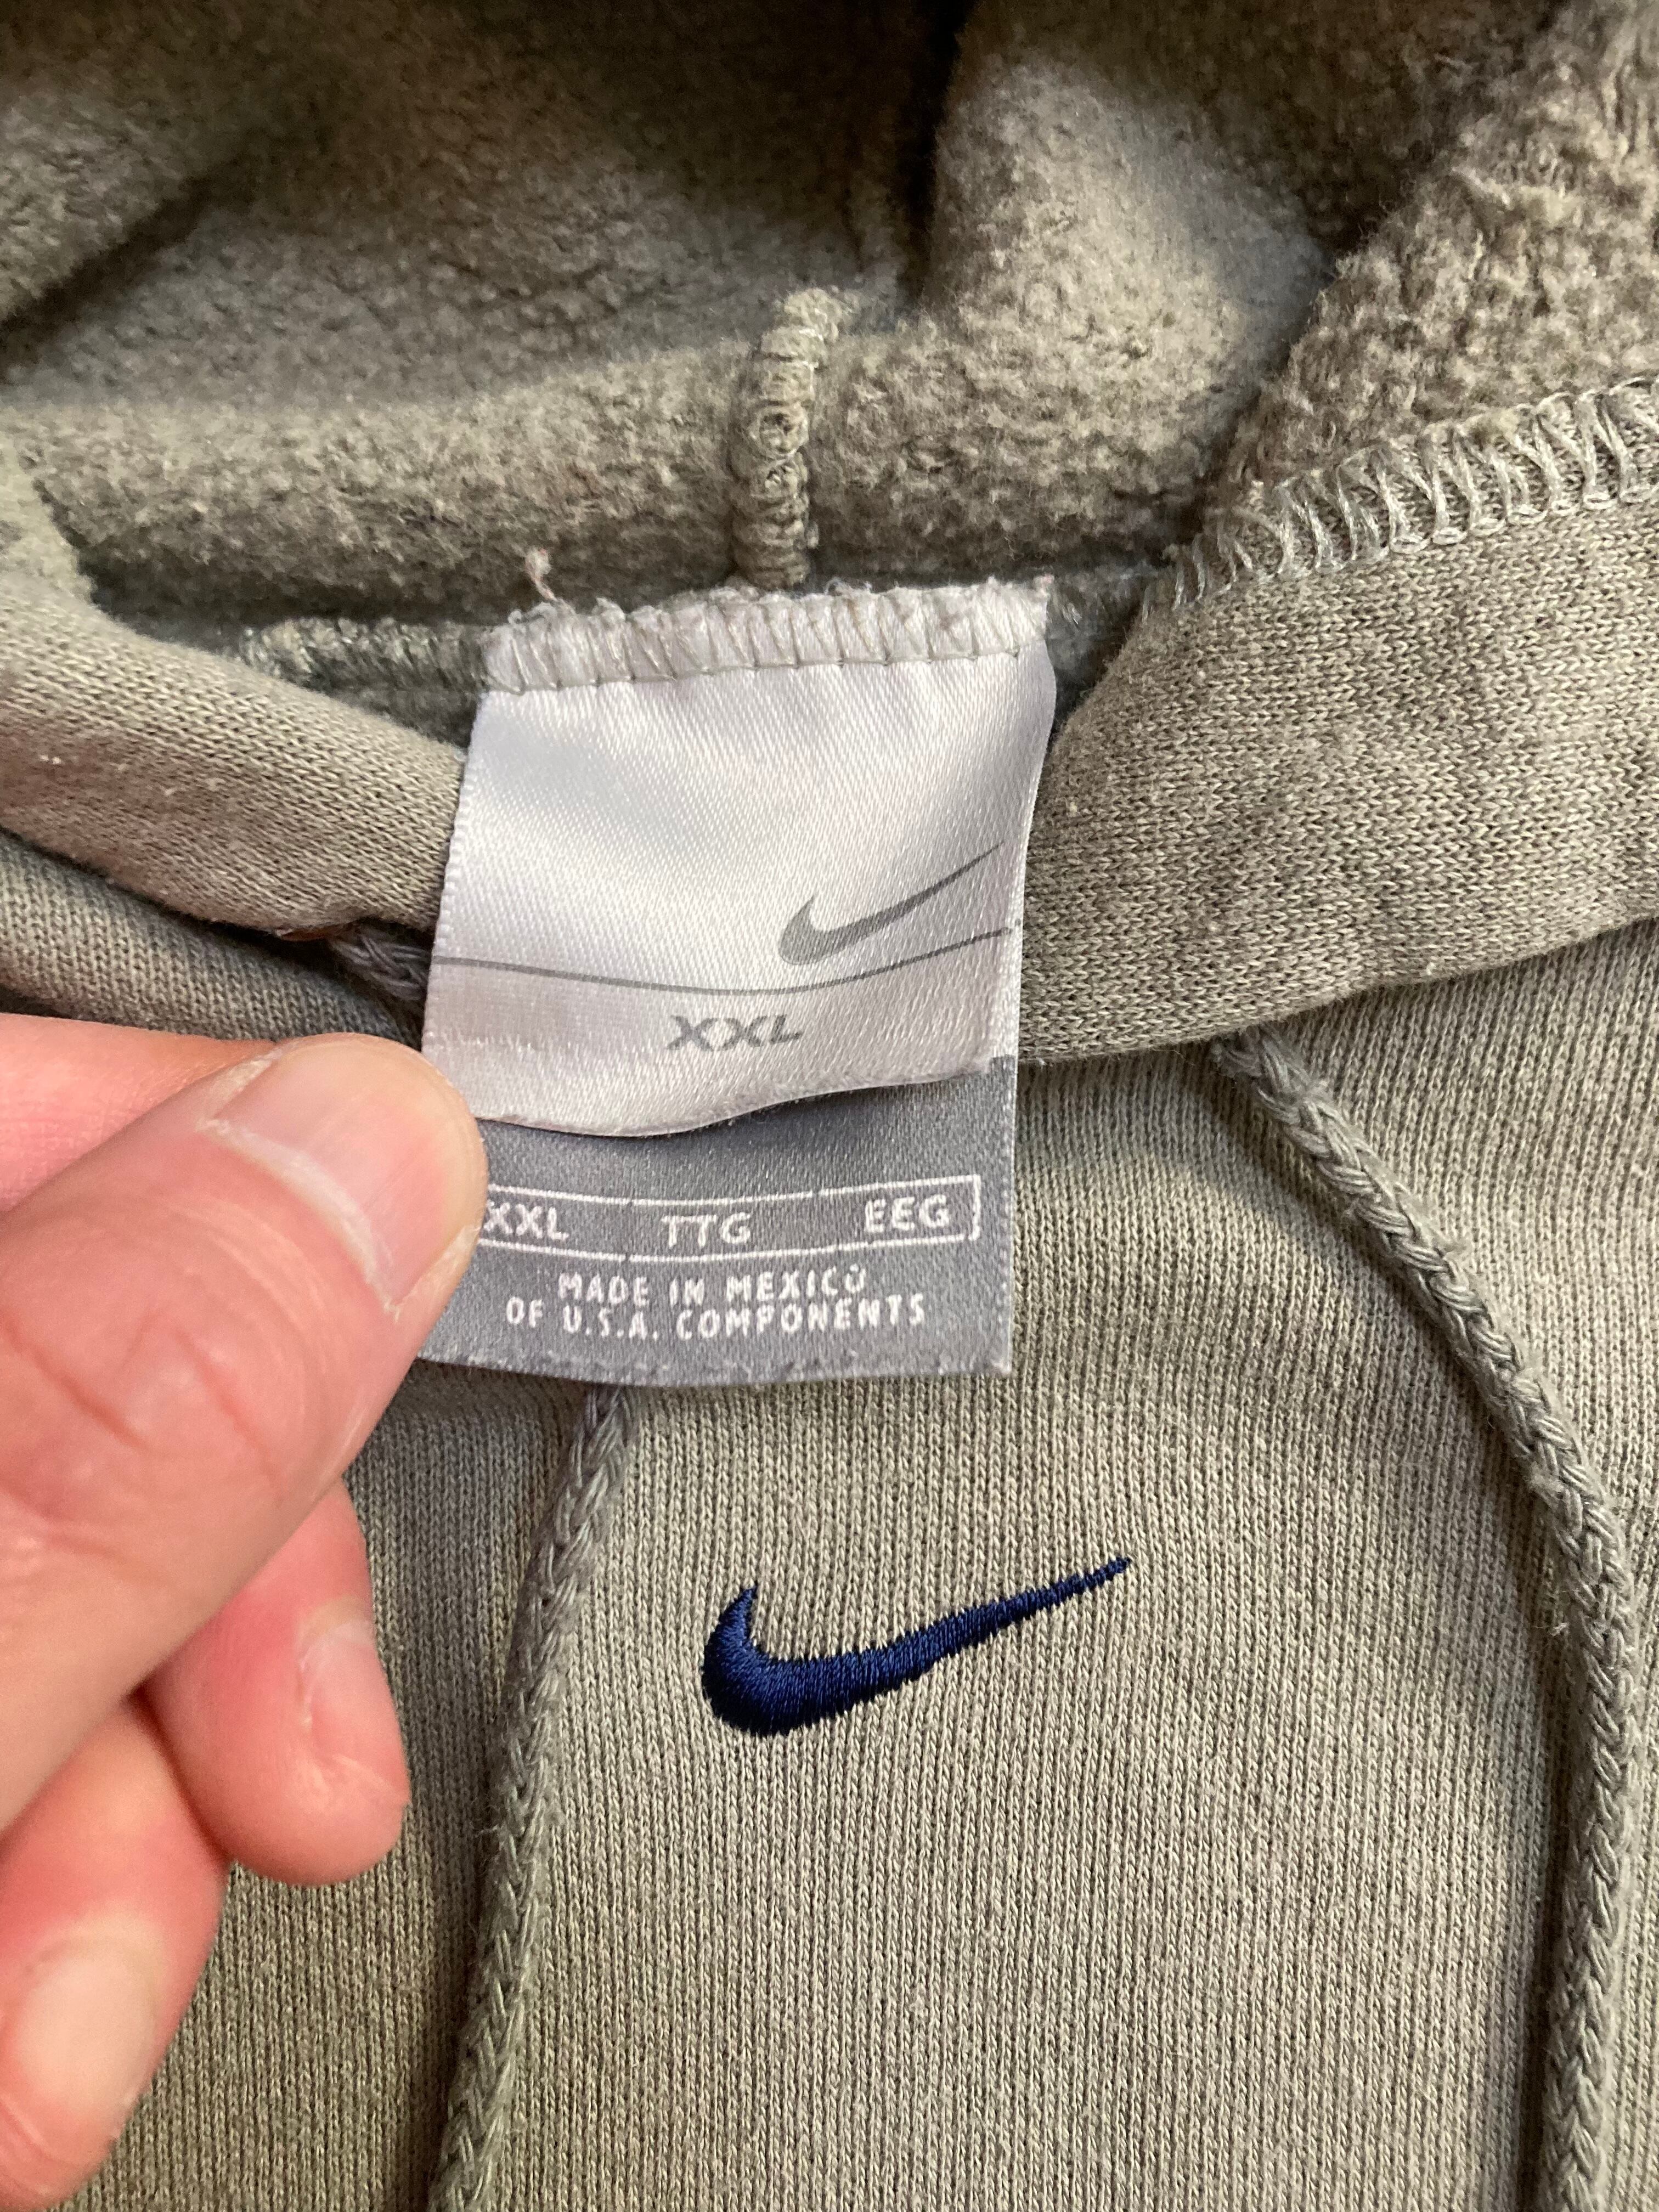 XXL
XXL TTG EEG
MADE IN MEXICO
OF U.S.A. COMPONENTS